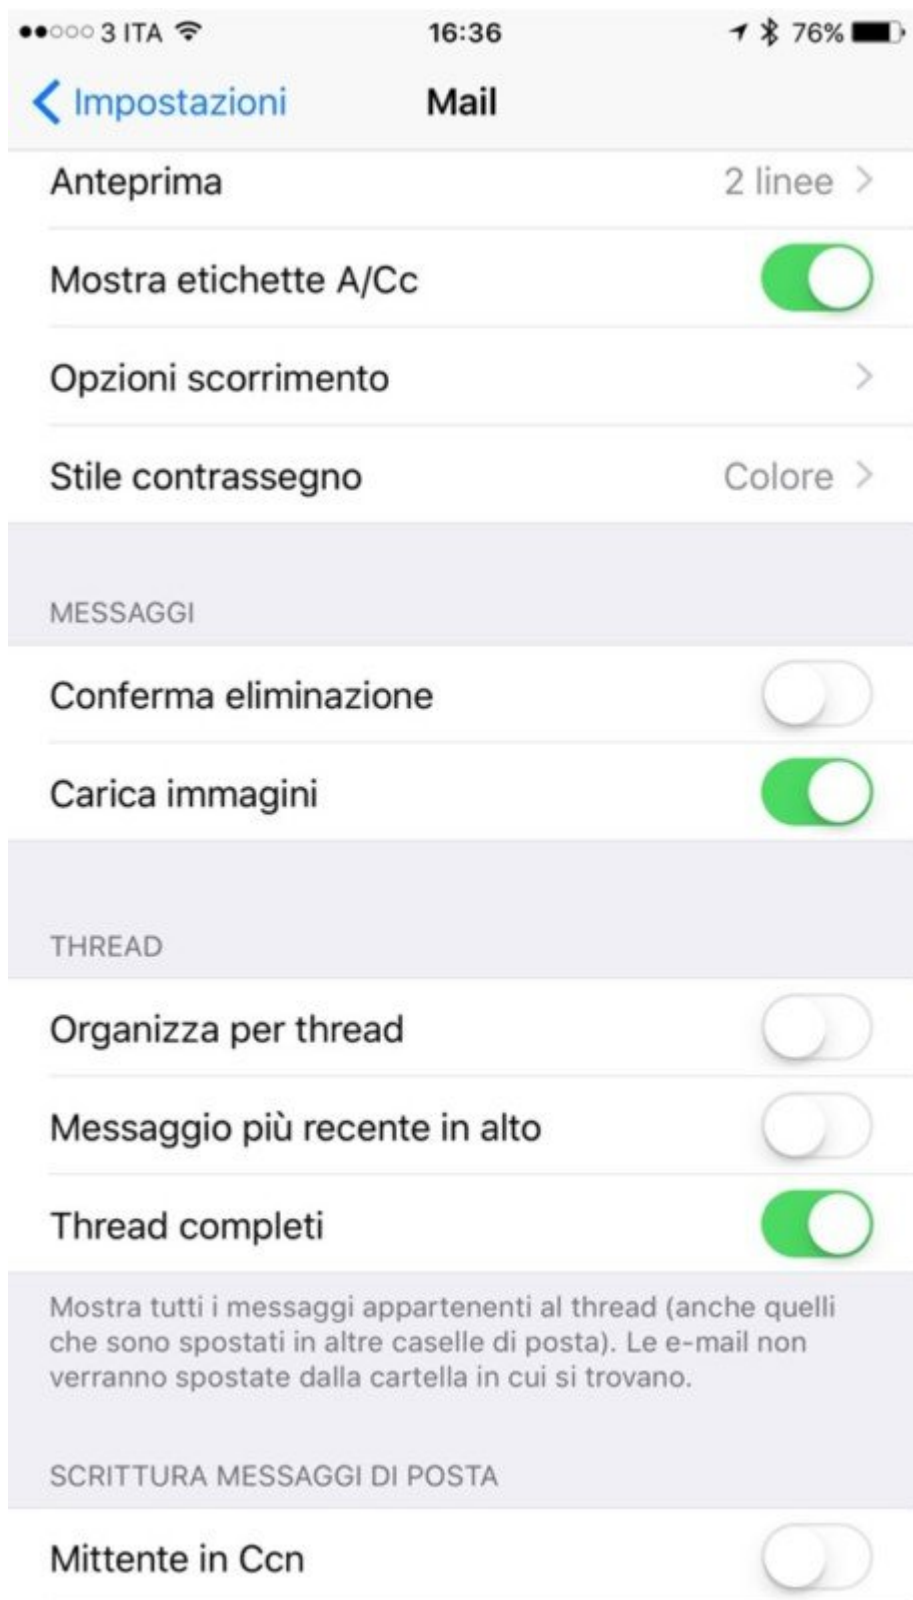 3 ITA 16:36 76%
Impostazioni Mail
Anteprima 2 linee
Mostra etichette A/Cc
Opzioni scorrimento
Stile contrassegno Colore
MESSAGGI
Conferma eliminazione
Carica immagini
THREAD
Organizza per thread
Messaggio più recente in alto
Thread completi
Mostra tutti i messaggi appartenenti al thread (anche quelli
che sono spostati in altre caselle di posta). Le e-mail non
verranno spostate dalla cartella in cui si trovano.
SCRITTURA MESSAGGI DI POSTA
Mittente in Ccn